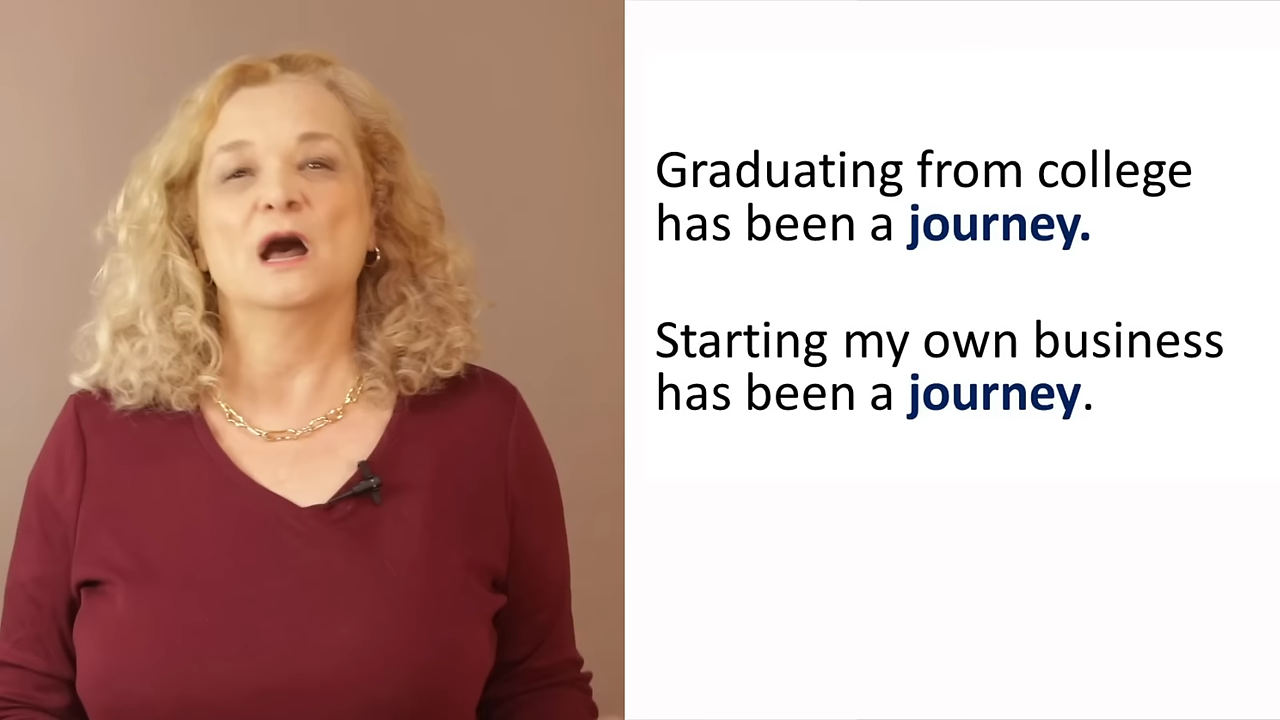 Graduating from college
has been a journey.
Starting my own business
has been a journey.